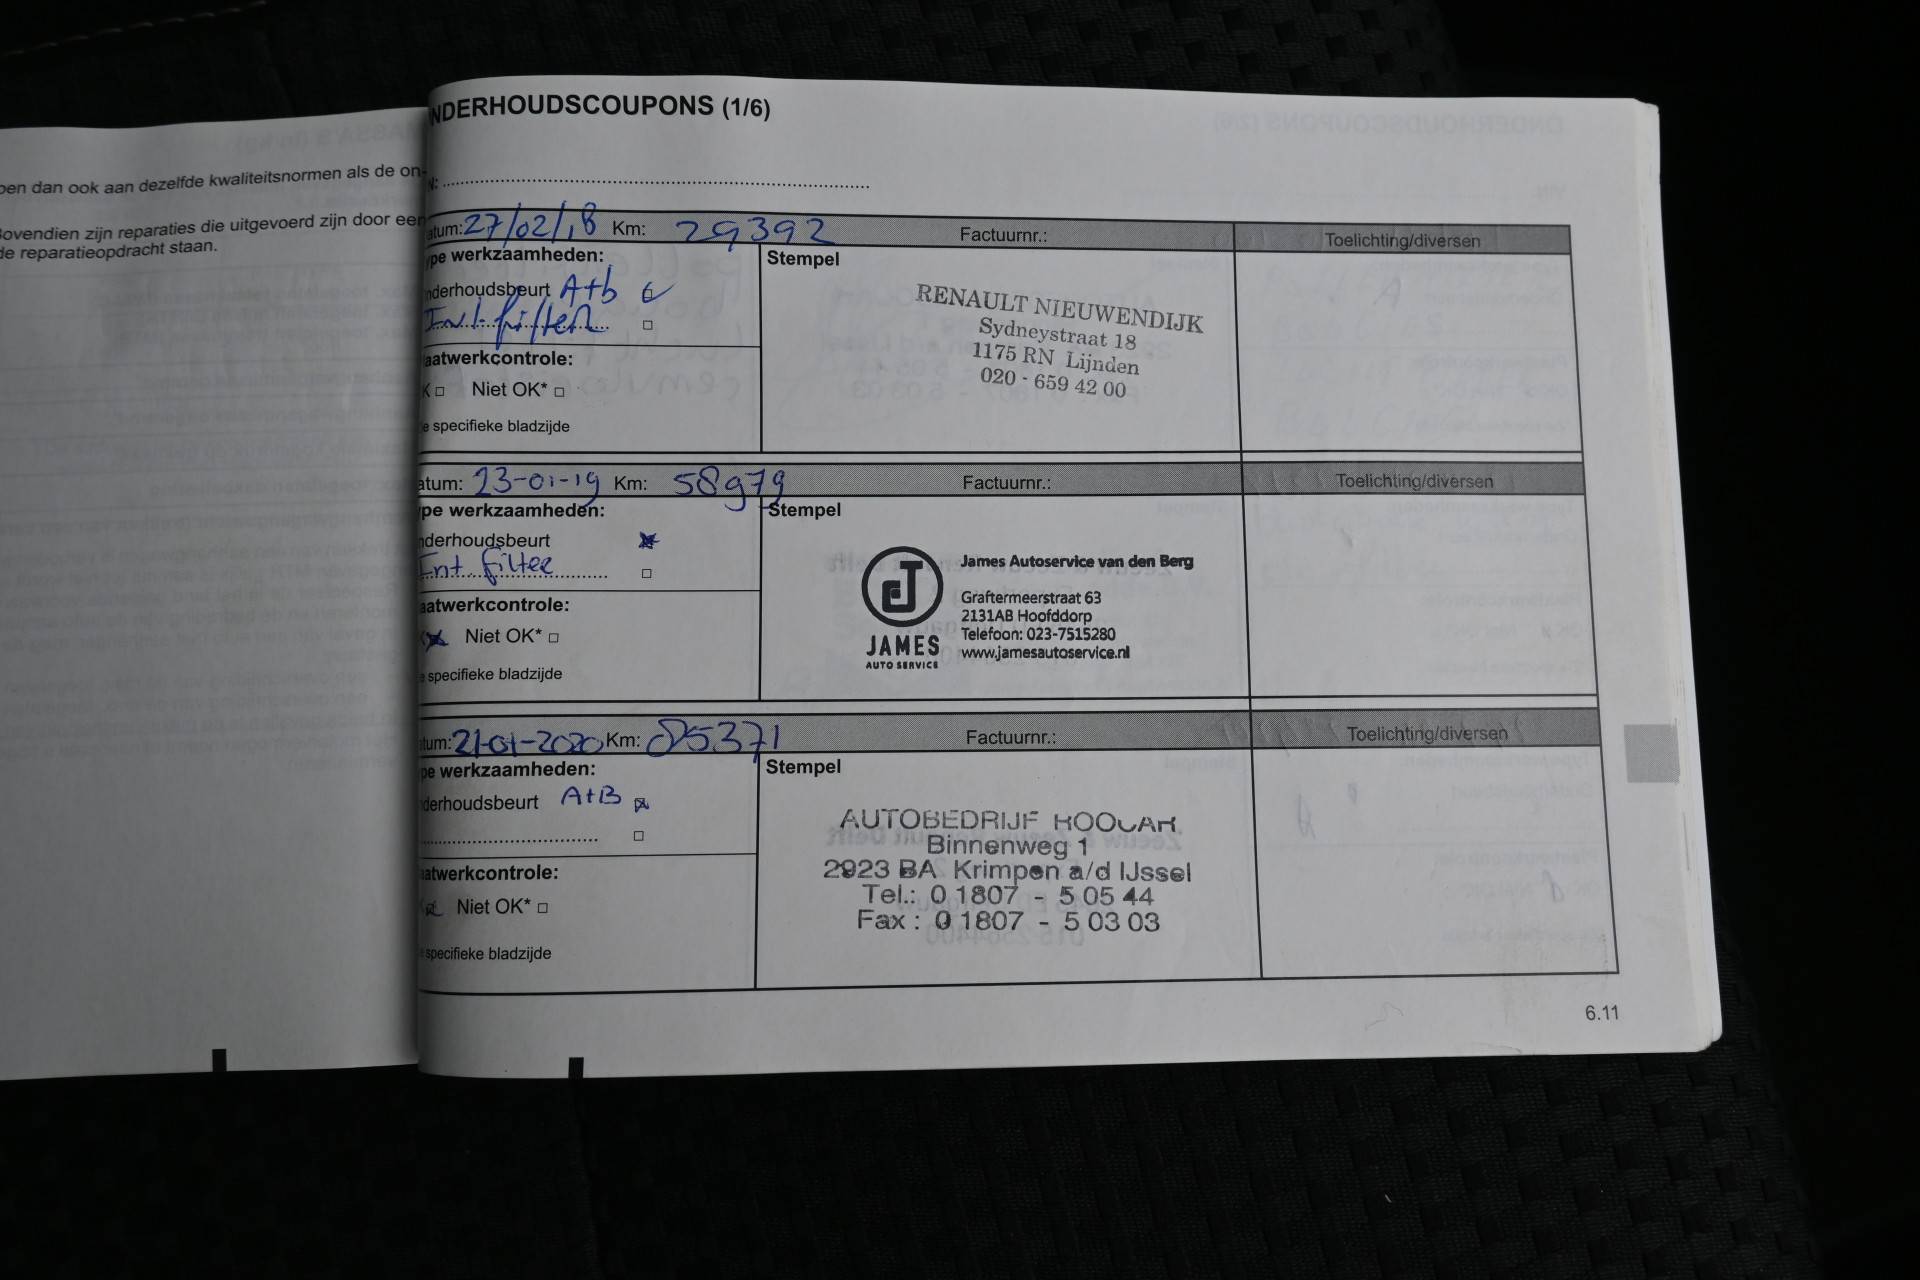 pen dan ook aan dezelfde kwaliteitsnormen als de on-
Bovendien zijn reparaties die uitgevoerd zijn door een
de reparatieopdracht staan.
NDERHOUDSCOUPONS (1/6)
N:
atum: 27/02/18 Km: 29392 Factuurnr.: Toelichting/diversen
ype werkzaamheden: Stempel
nderhoudsbeurt A+b
Int. filter
aatwerkcontrole:
K Niet OK*
e specifieke bladzijde
RENAULT NIEUWENDIJK
Sydneystraat 18
1175 RN Lijnden
020 - 659 42 00
atum: 23-01-19 Km: 58979 Factuurnr.: Toelichting/diversen
ype werkzaamheden: Stempel
nderhoudsbeurt
Int filter
aatwerkcontrole:
Niet OK*
e specifieke bladzijde
JAMES
AUTO SERVICE
James Autoservice van den Berg
Graftermeerstraat 63
2131AB Hoofddorp
Telefoon: 023-7515280
www.jamesautoservice.nl
tum: 21-01-2020 Km: 85371 Factuurnr.: Toelichting/diversen
pe werkzaamheden: Stempel
derhoudsbeurt A+B
aatwerkcontrole:
Niet OK*
specifieke bladzijde
AUTOBEDRIJF
Binnenweg 1
2923 BA Krimpen a/d IJssel
Tel.: 0 1807 - 5 05 44
Fax : 0 1807 - 5 03 03
6.11